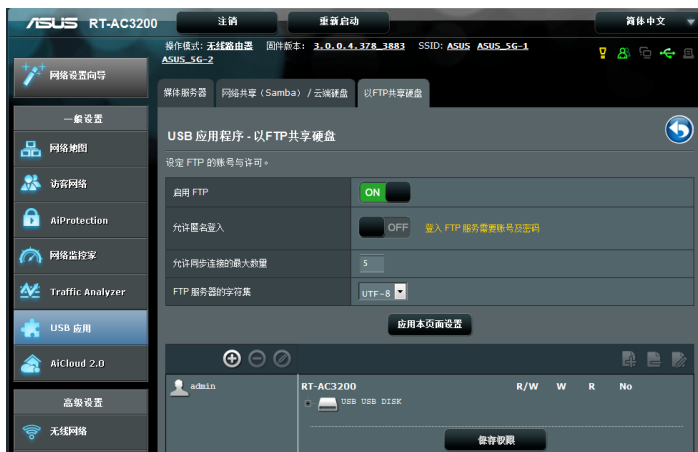 ASUS RT-AC3200 注销 重新启动 简体中文
操作模式: 无线路由器 固件版本: 3.0.0.4.378_3883 SSID: ASUS ASUS_5G-1
ASUS_5G-2
网络设置向导
媒体服务器 网络共享（Samba）/ 云端硬盘 以FTP共享硬盘
一般设置
USB 应用程序 - 以FTP共享硬盘
网络地图
设定 FTP 的账号与许可。
访客网络
启用 FTP ON
AiProtection
允许匿名登入 OFF 登入 FTP 服务需要账号及密码
网络监控家
允许同步连接的最大数量 5
Traffic Analyzer
FTP 服务器的字符集 UTF-8
USB 应用
应用本页面设置
AiCloud 2.0
admin RT-AC3200 R/W W R No
USB USB DISK
高级设置
无线网络
保存权限